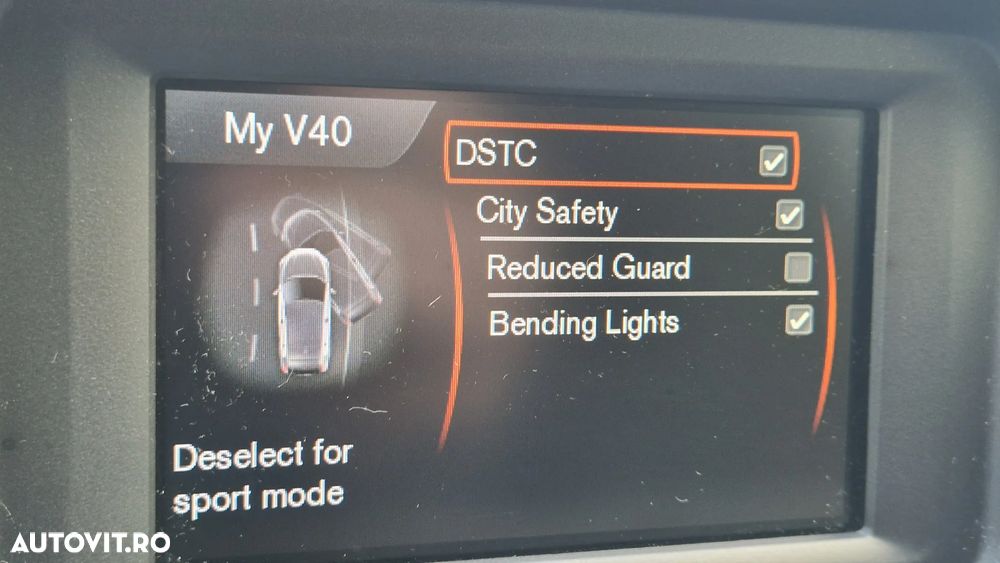 My V40
DSTC
City Safety
Reduced Guard
Bending Lights
Deselect for
sport mode
AUTOVIT.RO